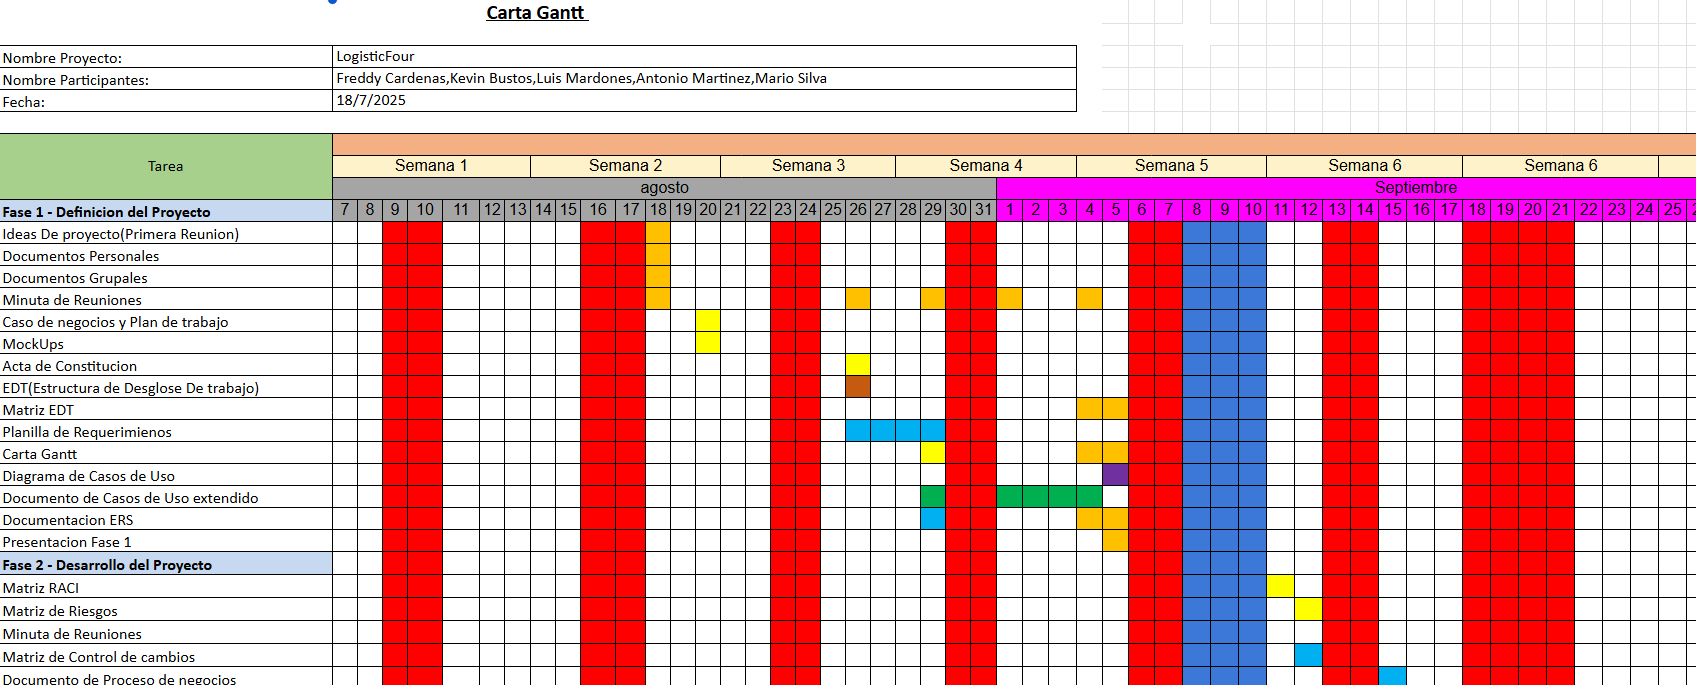 Carta Gantt
Nombre Proyecto: LogisticFour
Nombre Participantes: Freddy Cardenas,Kevin Bustos,Luis Mardones,Antonio Martinez,Mario Silva
Fecha: 18/7/2025
Tarea
Semana 1 Semana 2 Semana 3 Semana 4 Semana 5 Semana 6 Semana 6
agosto Septiembre
Fase 1 - Definicion del Proyecto 7 8 9 10 11 12 13 14 15 16 17 18 19 20 21 22 23 24 25 26 27 28 29 30 31 1 2 3 4 5 6 7 8 9 10 11 12 13 14 15 16 17 18 19 20 21 22 23 24 25
Ideas De proyecto(Primera Reunion)
Documentos Personales
Documentos Grupales
Minuta de Reuniones
Caso de negocios y Plan de trabajo
MockUps
Acta de Constitucion
EDT(Estructura de Desglose De trabajo)
Matriz EDT
Planilla de Requerimienos
Carta Gantt
Diagrama de Casos de Uso
Documento de Casos de Uso extendido
Documentacion ERS
Presentacion Fase 1
Fase 2 - Desarrollo del Proyecto
Matriz RACI
Matriz de Riesgos
Minuta de Reuniones
Matriz de Control de cambios
Documento de Proceso de negocios